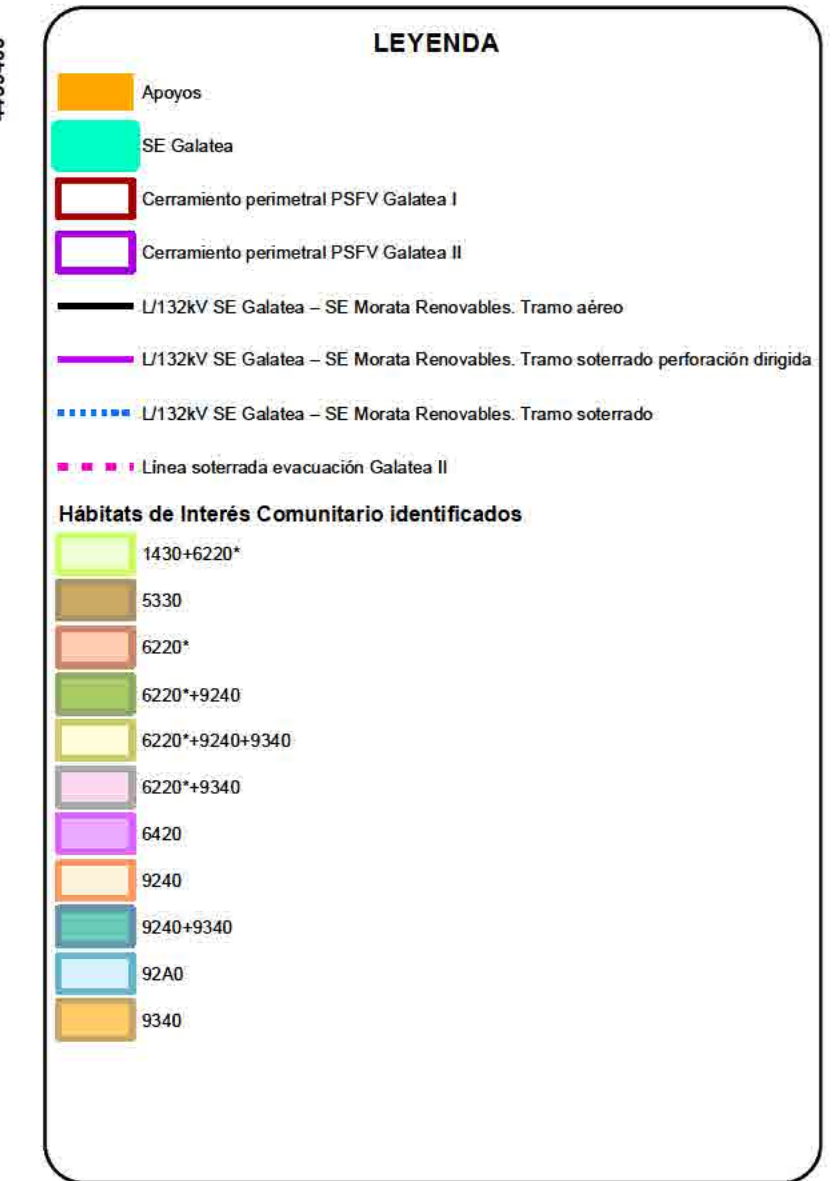 LEYENDA
Apoyos
SE Galatea
Cerramiento perimetral PSFV Galatea I
Cerramiento perimetral PSFV Galatea II
L/132kV SE Galatea – SE Morata Renovables. Tramo aéreo
L/132kV SE Galatea – SE Morata Renovables. Tramo soterrado perforación dirigida
L/132kV SE Galatea – SE Morata Renovables. Tramo soterrado
Línea soterrada evacuación Galatea II
Hábitats de Interés Comunitario identificados
1430+6220*
5330
6220*
6220*+9240
6220*+9240+9340
6220*+9340
6420
9240
9240+9340
92A0
9340